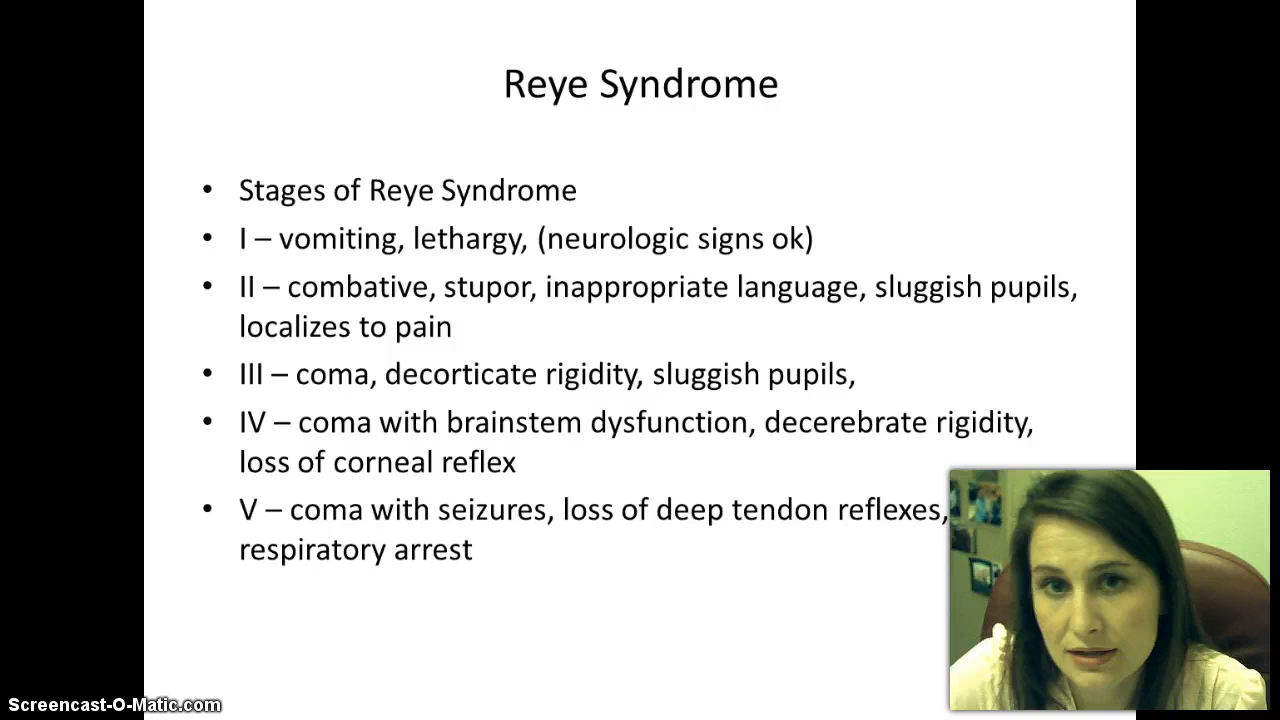 Reye Syndrome
• Stages of Reye Syndrome
• I – vomiting, lethargy, (neurologic signs ok)
• II – combative, stupor, inappropriate language, sluggish pupils,
localizes to pain
• III – coma, decorticate rigidity, sluggish pupils,
• IV – coma with brainstem dysfunction, decerebrate rigidity,
loss of corneal reflex
• V – coma with seizures, loss of deep tendon reflexes,
respiratory arrest
Screencast-O-Matic.com